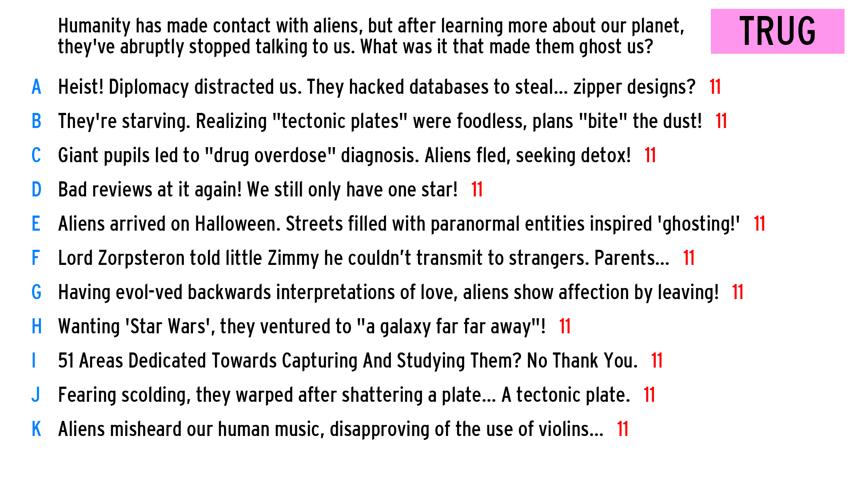 Humanity has made contact with aliens, but after learning more about our planet,
they've abruptly stopped talking to us. What was it that made them ghost us?
TRUG
A Heist! Diplomacy distracted us. They hacked databases to steal... zipper designs? 11
B They're starving. Realizing "tectonic plates" were foodless, plans "bite" the dust! 11
C Giant pupils led to "drug overdose" diagnosis. Aliens fled, seeking detox! 11
D Bad reviews at it again! We still only have one star! 11
E Aliens arrived on Halloween. Streets filled with paranormal entities inspired 'ghosting!' 11
F Lord Zorpsteron told little Zimmy he couldn't transmit to strangers. Parents... 11
G Having evol-ved backwards interpretations of love, aliens show affection by leaving! 11
H Wanting 'Star Wars', they ventured to "a galaxy far far away"! 11
I 51 Areas Dedicated Towards Capturing And Studying Them? No Thank You. 11
J Fearing scolding, they warped after shattering a plate... A tectonic plate. 11
K Aliens misheard our human music, disapproving of the use of violins... 11